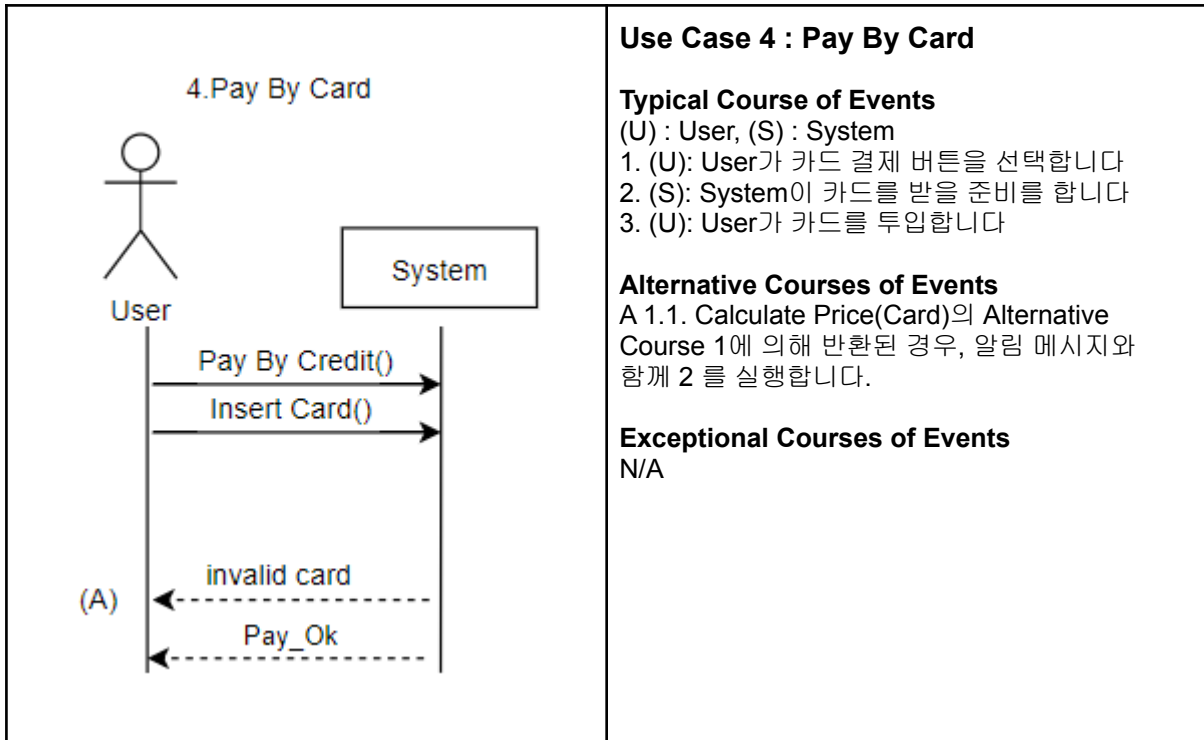 4.Pay By Card
User
System
Pay By Credit()
Insert Card()
(A)
invalid card
Pay_Ok
Use Case 4 : Pay By Card
Typical Course of Events
(U) : User, (S) : System
1. (U): User가 카드 결제 버튼을 선택합니다
2. (S): System이 카드를 받을 준비를 합니다
3. (U): User가 카드를 투입합니다
Alternative Courses of Events
A 1.1. Calculate Price(Card)의 Alternative
Course 1에 의해 반환된 경우, 알림 메시지와
함께 2 를 실행합니다.
Exceptional Courses of Events
N/A